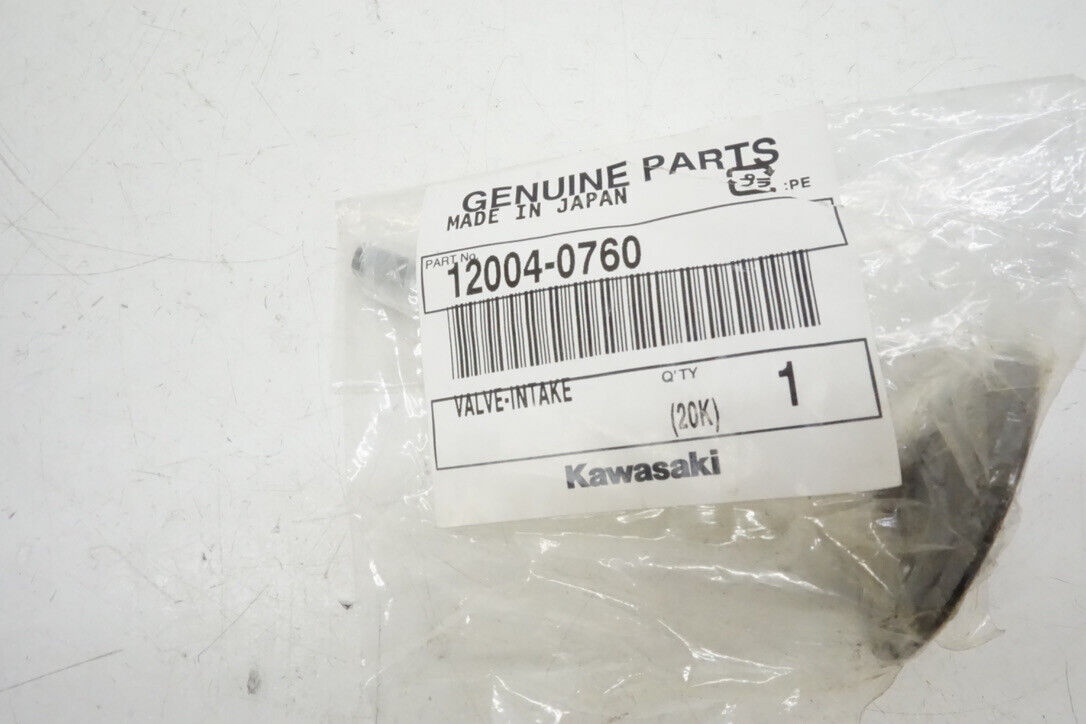 GENUINE PARTS
MADE IN JAPAN
:PE
PART No.
12004-0760
VALVE-INTAKE
Q'TY
1
(20K)
Kawasaki